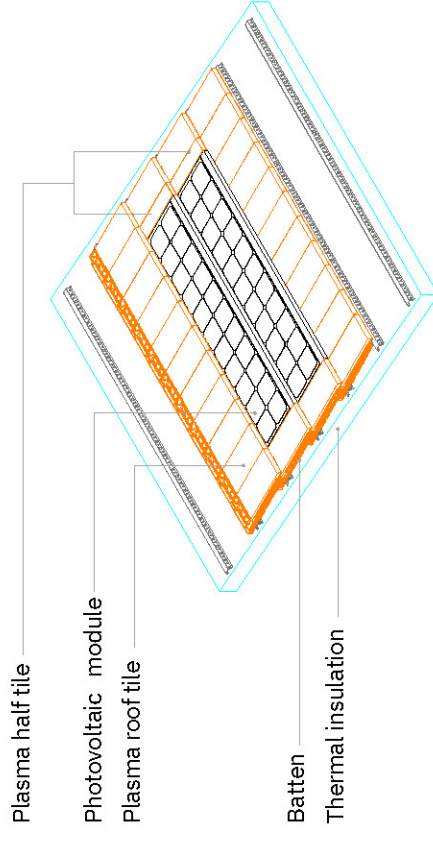 Plasma half tile
Photovoltaic module
Plasma roof tile
Batten
Thermal insulation